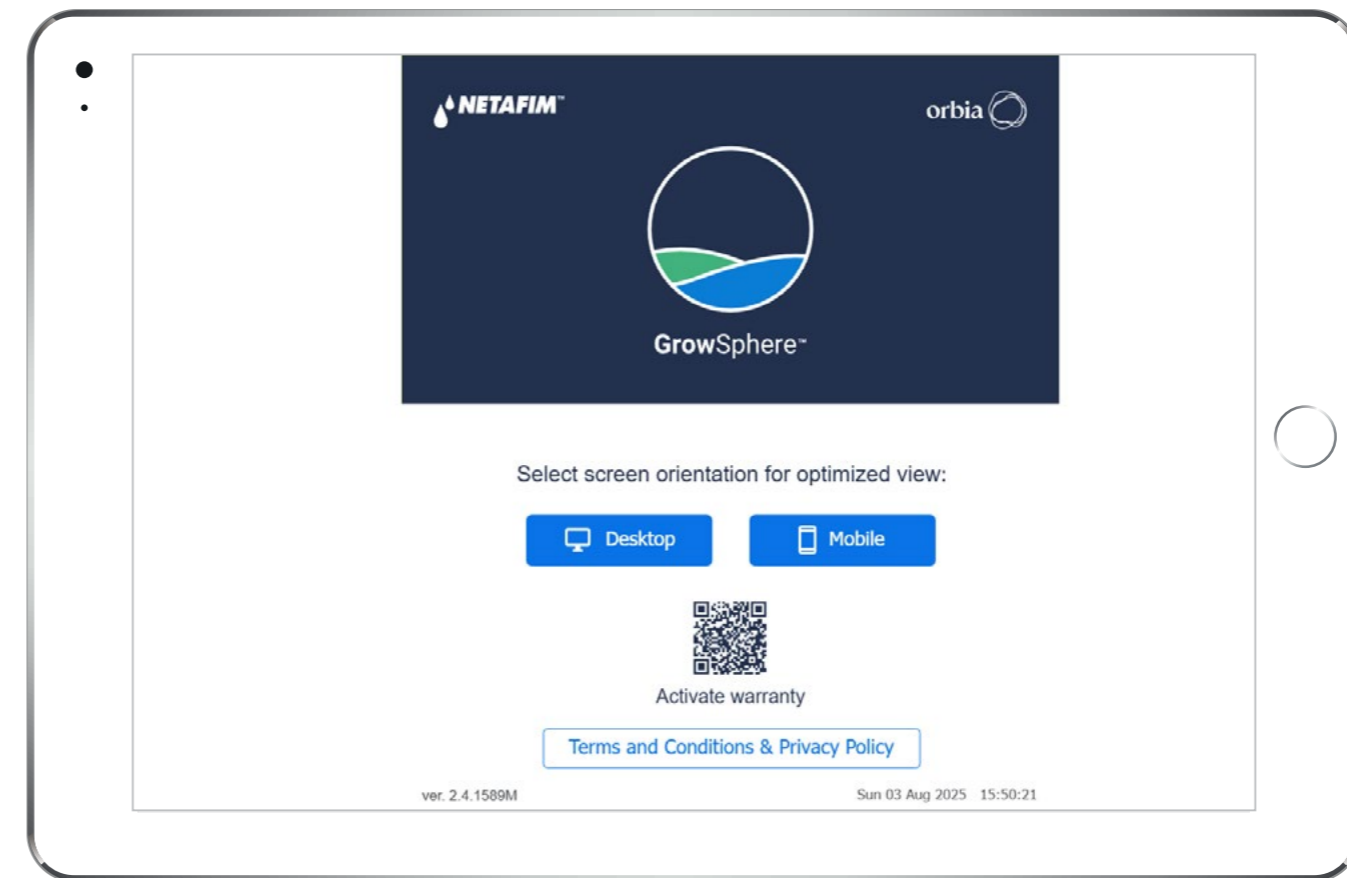 NETAFIM™
orbia
GrowSphere™
Select screen orientation for optimized view:
Desktop
Mobile
Activate warranty
Terms and Conditions & Privacy Policy
ver. 2.4.1589M
Sun 03 Aug 2025 15:50:21